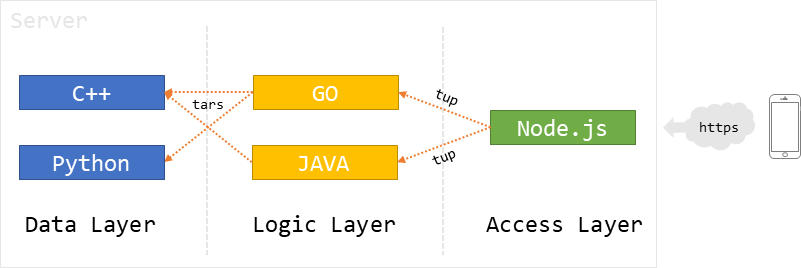 Server
C++
GO
tup
tars
Node.js
https
Python
JAVA
tup
Data Layer
Logic Layer
Access Layer